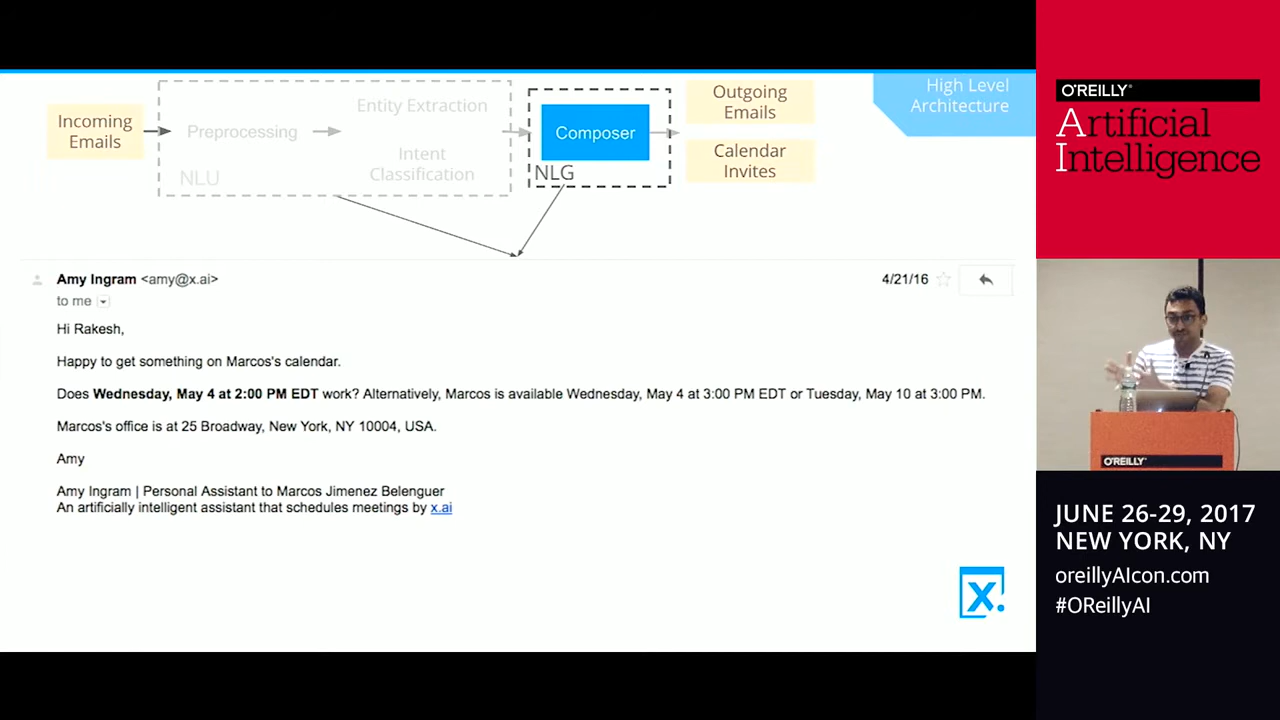 High Level
Architecture
Incoming
Emails
Preprocessing
NLU
Entity Extraction
Intent
Classification
Composer
NLG
Outgoing
Emails
Calendar
Invites
Amy Ingram <amy@x.ai>
4/21/16
to me
Hi Rakesh,
Happy to get something on Marcos's calendar.
Does Wednesday, May 4 at 2:00 PM EDT work? Alternatively, Marcos is available Wednesday, May 4 at 3:00 PM EDT or Tuesday, May 10 at 3:00 PM.
Marcos's office is at 25 Broadway, New York, NY 10004, USA.
Amy
Amy Ingram | Personal Assistant to Marcos Jimenez Belenguer
An artificially intelligent assistant that schedules meetings by x.ai
x.
O'REILLY®
Artificial
Intelligence
O'REILLY®
JUNE 26-29, 2017
NEW YORK, NY
oreillyAIcon.com
#OReillyAI